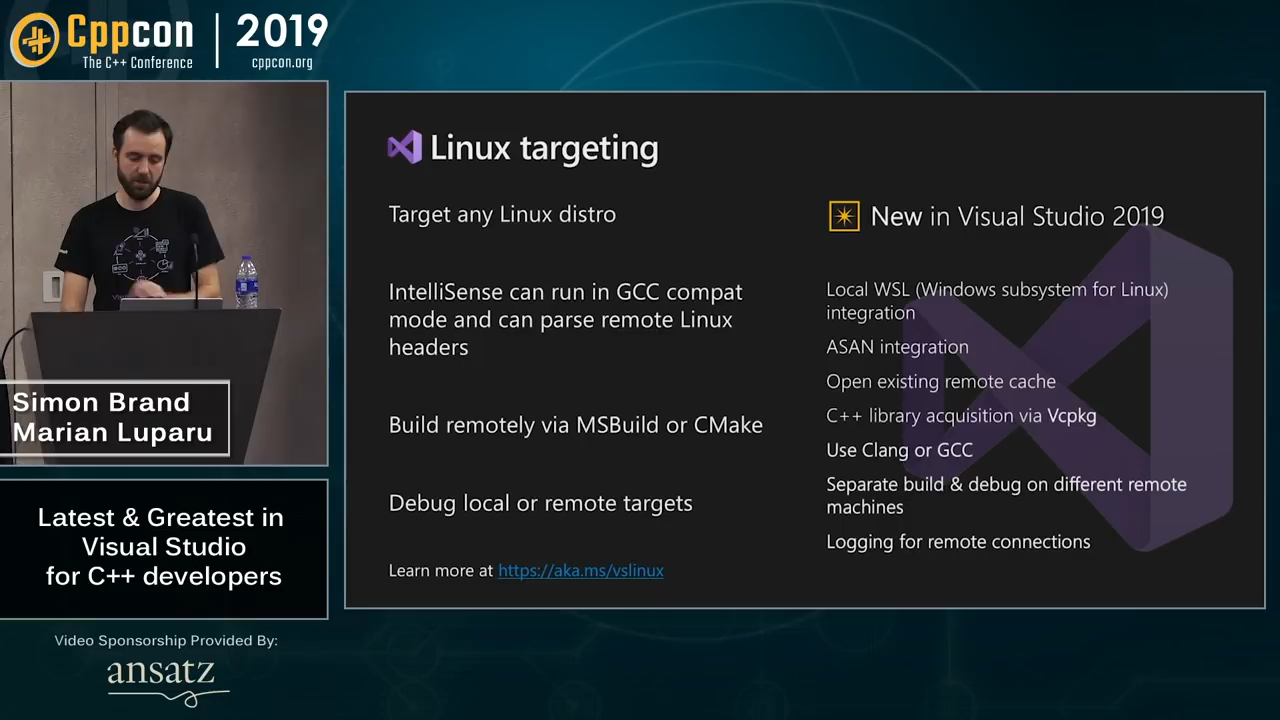 Cppcon
The C++ Conference
2019
cppcon.org
Simon Brand
Marian Luparu
Latest & Greatest in
Visual Studio
for C++ developers
Video Sponsorship Provided By:
ansatz
Linux targeting
Target any Linux distro
IntelliSense can run in GCC compat
mode and can parse remote Linux
headers
Build remotely via MSBuild or CMake
Debug local or remote targets
Learn more at https://aka.ms/vslinux
New in Visual Studio 2019
Local WSL (Windows subsystem for Linux)
integration
ASAN integration
Open existing remote cache
C++ library acquisition via Vcpkg
Use Clang or GCC
Separate build & debug on different remote
machines
Logging for remote connections